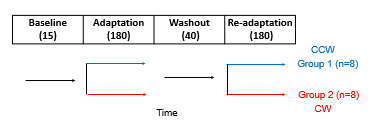 Baseline Adaptation Washout Re-adaptation
(15) (180) (40) (180)
CCW
Group 1 (n=8)
Group 2 (n=8)
CW
Time